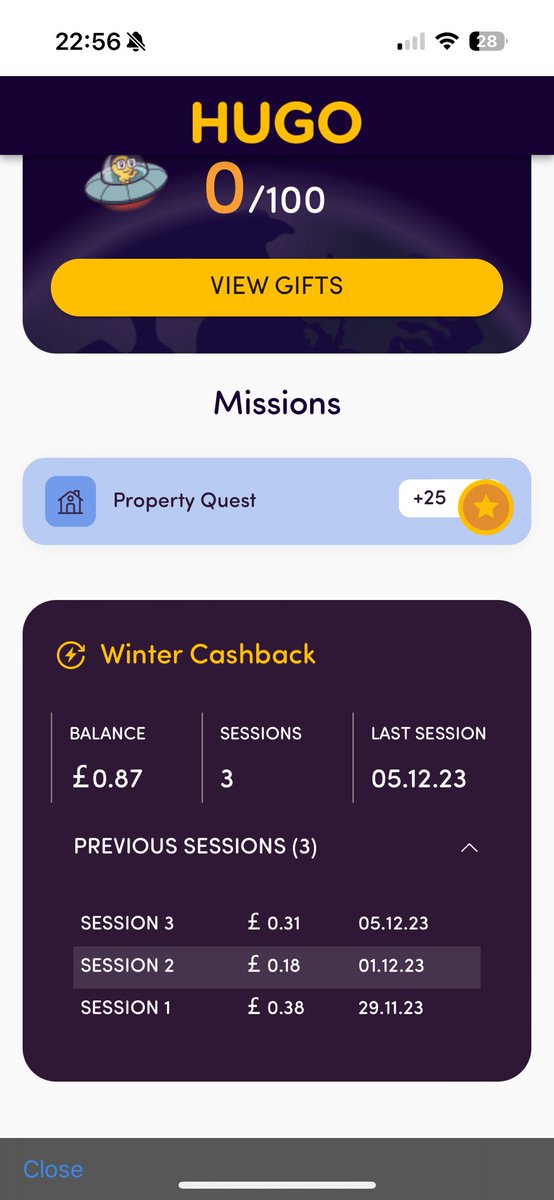 22:56
28
HUGO
0/100
VIEW GIFTS
Missions
Property Quest +25
Winter Cashback
BALANCE SESSIONS LAST SESSION
£0.87 3 05.12.23
PREVIOUS SESSIONS (3)
SESSION 3 £ 0.31 05.12.23
SESSION 2 £ 0.18 01.12.23
SESSION 1 £ 0.38 29.11.23
Close